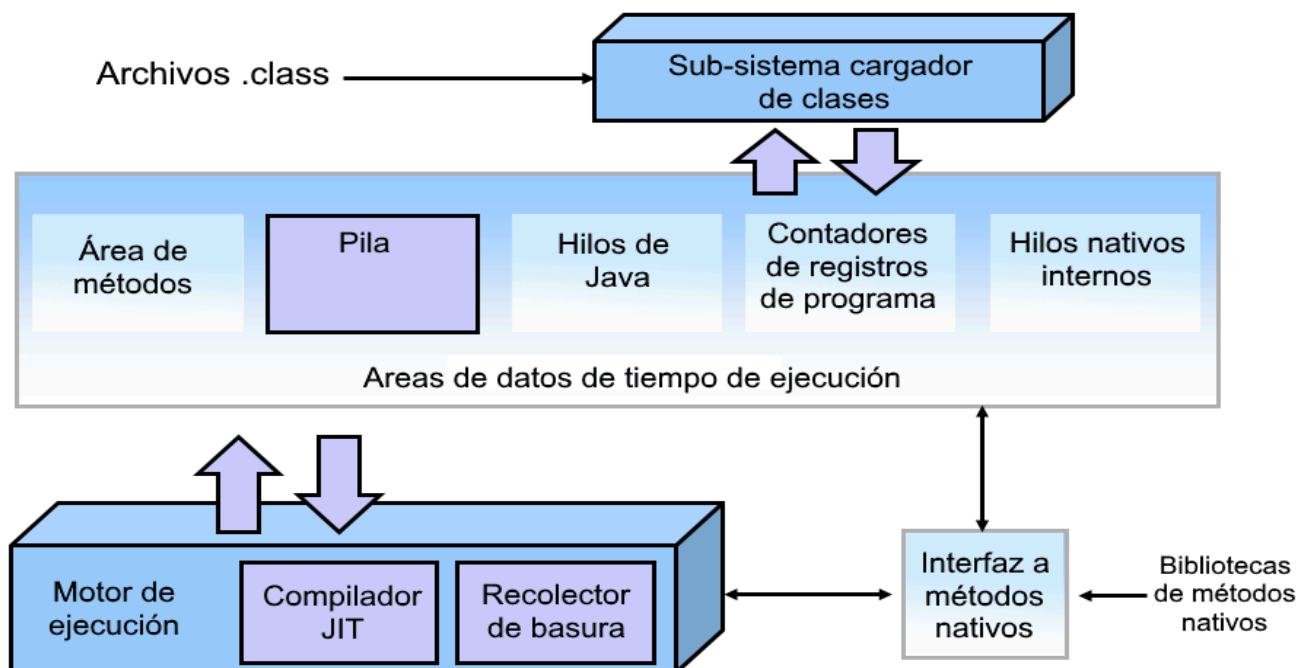 Archivos .class
Sub-sistema cargador
de clases
Área de
métodos
Pila
Hilos de
Java
Contadores
de registros
de programa
Hilos nativos
internos
Areas de datos de tiempo de ejecución
Motor de
ejecución
Compilador
JIT
Recolector
de basura
Interfaz a
métodos
nativos
Bibliotecas
de métodos
nativos